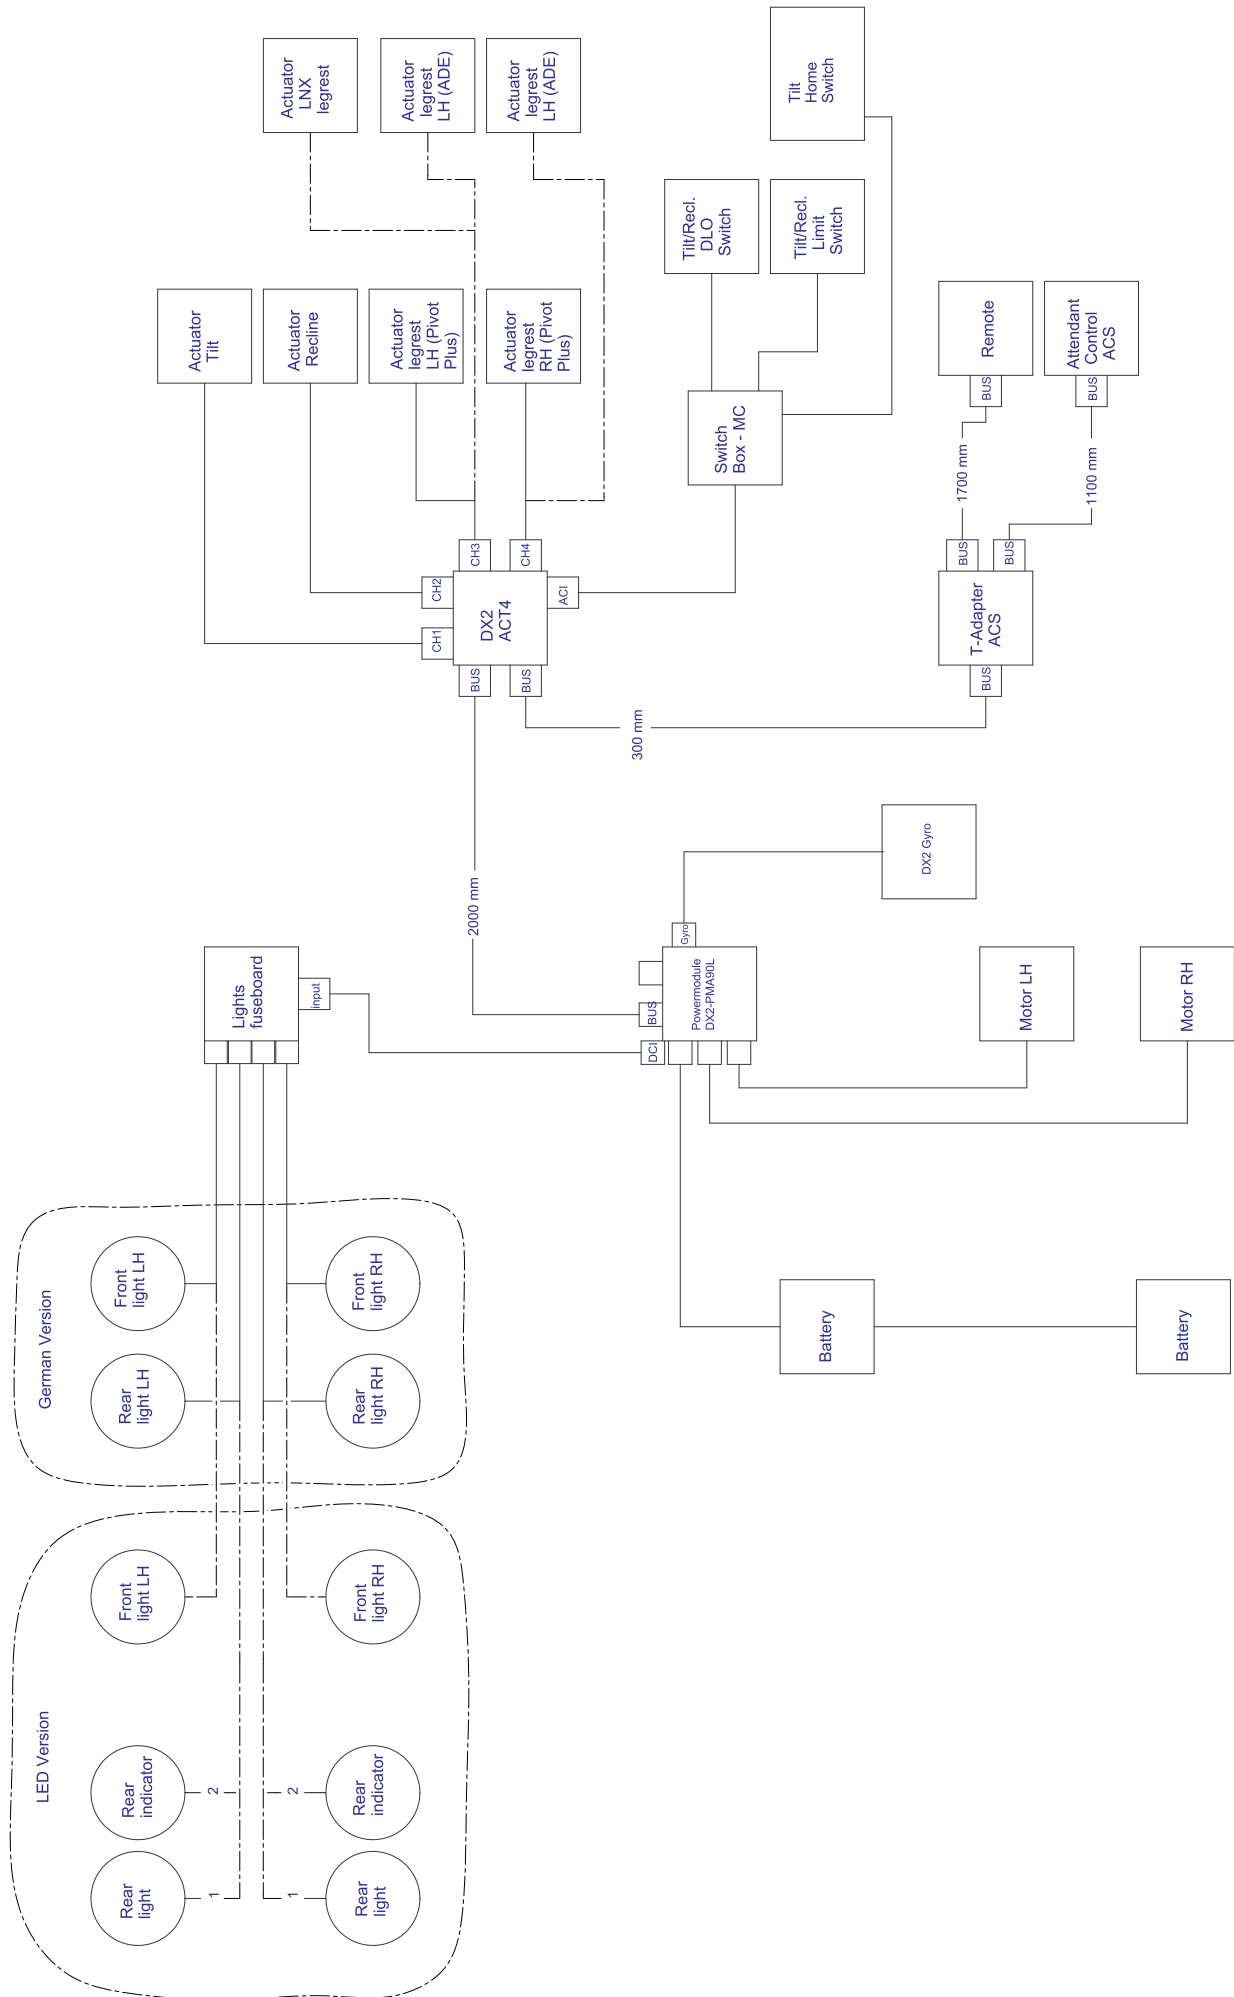 Actuator
LNX
legrest
Actuator
legrest
LH (ADE)
Actuator
legrest
LH (ADE)
Tilt
Home
Switch
Tilt/Recl.
DLO
Switch
Tilt/Recl.
Limit
Switch
Actuator
Tilt
Actuator
Recline
Actuator
legrest
LH (Pivot
Plus)
Actuator
legrest
RH (Pivot
Plus)
Remote
Attendant
Control
ACS
BUS
BUS
Switch
Box - MC
1700 mm
1100 mm
CH3
CH4
BUS
BUS
CH2
CH1
DX2
ACT4
ACI
T-Adapter
ACS
BUS
BUS
BUS
300 mm
2000 mm
DX2 Gyro
Gyro
Lights
fuseboard
input
BUS
Powermodule
DX2-PMA90L
DCI
Motor LH
Motor RH
German Version
Front
light LH
Front
light RH
Rear
light LH
Rear
light RH
Battery
Battery
LED Version
Front
light LH
Front
light RH
Rear
indicator
2
2
Rear
indicator
Rear
light
1
1
Rear
light